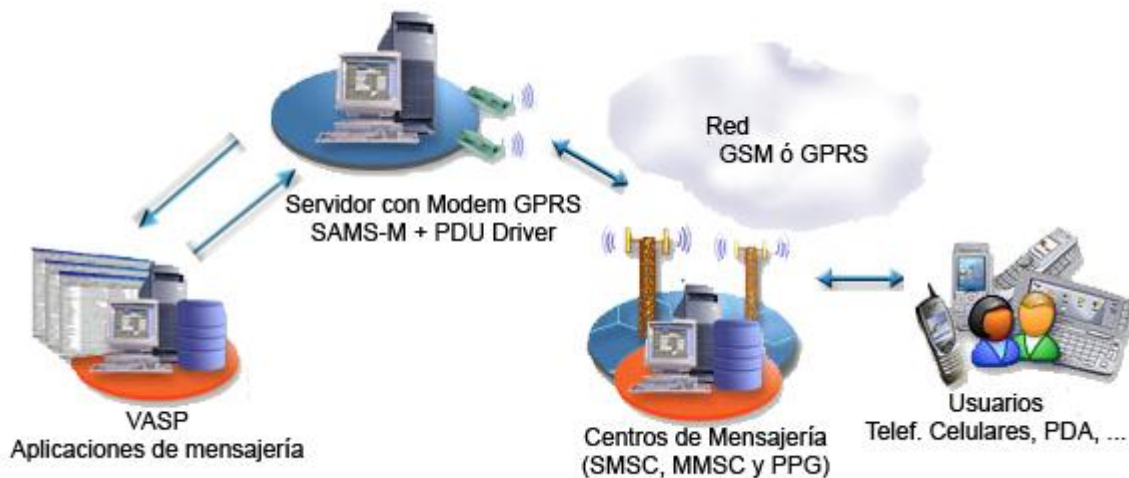 Red
GSM ó GPRS
Servidor con Modem GPRS
SAMS-M + PDU Driver
VASP
Aplicaciones de mensajería
Centros de Mensajería
(SMSC, MMSC y PPG)
Usuarios
Telef. Celulares, PDA, ...